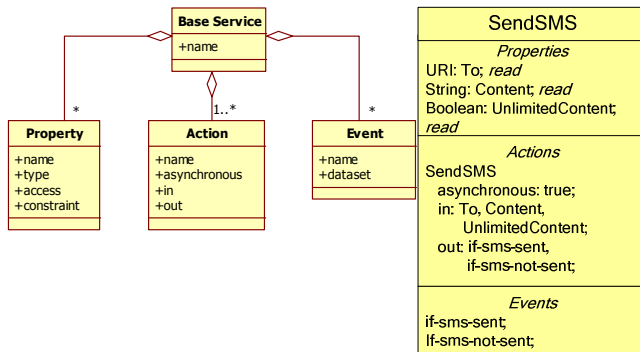 Base Service
+name
*
1..*
*
Property
+name
+type
+access
+constraint
Action
+name
+asynchronous
+in
+out
Event
+name
+dataset
SendSMS
Properties
URI: To; read
String: Content; read
Boolean: UnlimitedContent;
read
Actions
SendSMS
asynchronous: true;
in: To, Content,
UnlimitedContent;
out: if-sms-sent,
if-sms-not-sent;
Events
if-sms-sent;
If-sms-not-sent;